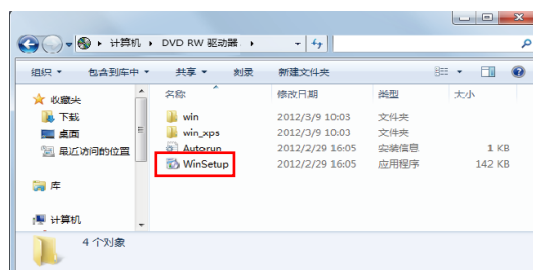 计算机 DVD RW 驱动器
组织 包含到库中 共享 刻录 新建文件夹
收藏夹
下载
桌面
最近访问的位置
库
计算机
名称 修改日期 类型 大小
win 2012/3/9 10:03 文件夹
win_xps 2012/3/9 10:03 文件夹
Autorun 2012/2/29 16:05 安装信息 1 KB
WinSetup 2012/2/29 16:05 应用程序 142 KB
4 个对象